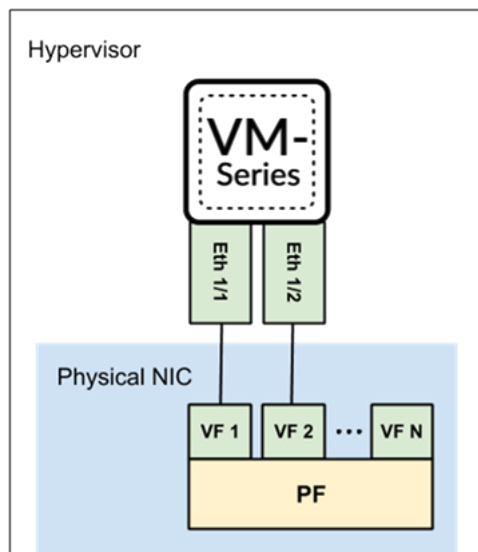 Hypervisor
VM-
Series
Eth 1/1
Eth 1/2
Physical NIC
VF 1
VF 2
...
VF N
PF